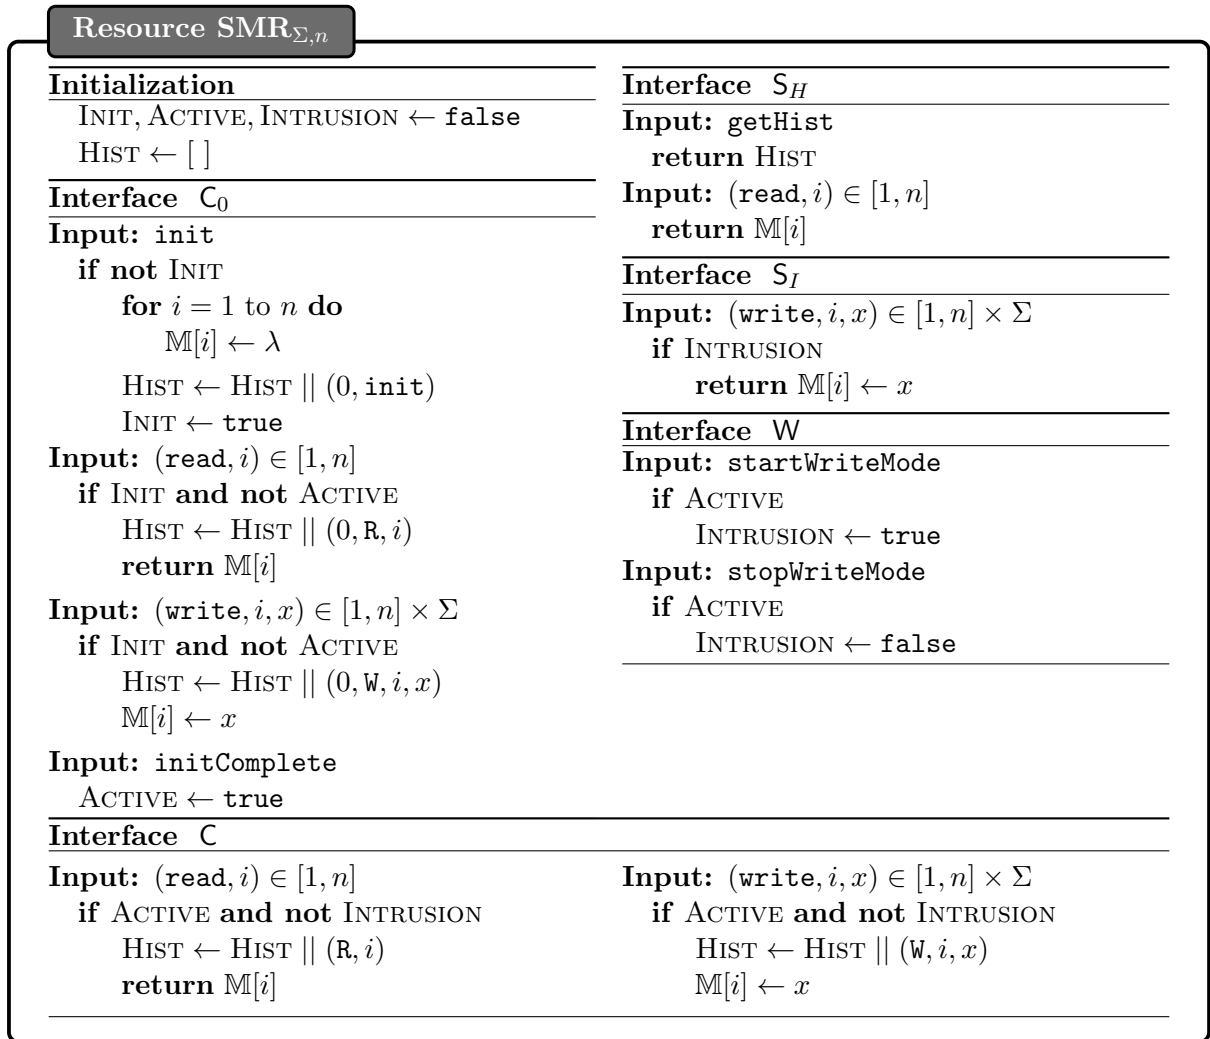 Resource SMR_{Σ,n}
Initialization
INIT, ACTIVE, INTRUSION ← false
HIST ← [ ]
Interface C_0
Input: init
if not INIT
for i = 1 to n do
𝕄[i] ← λ
HIST ← HIST || (0, init)
INIT ← true
Input: (read, i) ∈ [1, n]
if INIT and not ACTIVE
HIST ← HIST || (0, R, i)
return 𝕄[i]
Input: (write, i, x) ∈ [1, n] × Σ
if INIT and not ACTIVE
HIST ← HIST || (0, W, i, x)
𝕄[i] ← x
Input: initComplete
ACTIVE ← true
Interface S_H
Input: getHist
return HIST
Input: (read, i) ∈ [1, n]
return 𝕄[i]
Interface S_I
Input: (write, i, x) ∈ [1, n] × Σ
if INTRUSION
return 𝕄[i] ← x
Interface W
Input: startWriteMode
if ACTIVE
INTRUSION ← true
Input: stopWriteMode
if ACTIVE
INTRUSION ← false
Interface C
Input: (read, i) ∈ [1, n]
if ACTIVE and not INTRUSION
HIST ← HIST || (R, i)
return 𝕄[i]
Input: (write, i, x) ∈ [1, n] × Σ
if ACTIVE and not INTRUSION
HIST ← HIST || (W, i, x)
𝕄[i] ← x